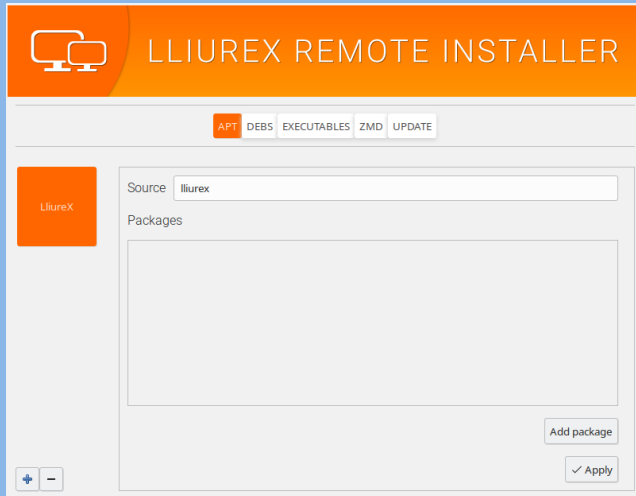 LLIUREX REMOTE INSTALLER
APT DEBS EXECUTABLES ZMD UPDATE
LliureX
Source lliurex
Packages
Add package
Apply